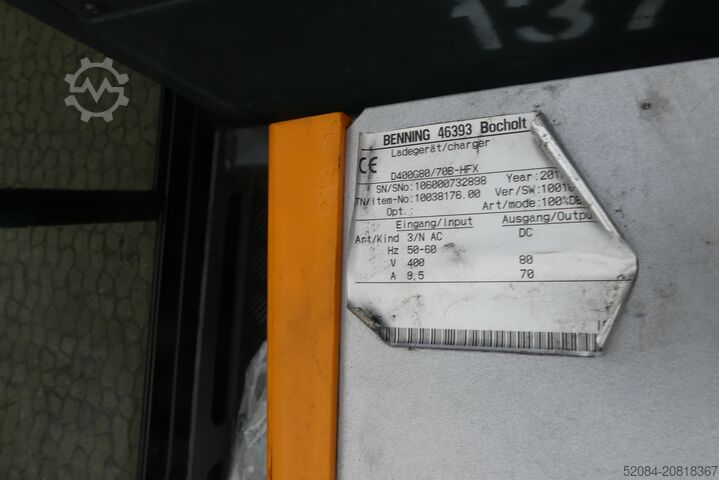 137
BENNING 46393 Bocholt
Ladegerät/charger
CE
D400G80/70B-HFX
SN/SNo: 106000732898 Year: 201
TN/Item-No: 10038176.00 Ver/SW: 1001
Opt.: Art/mode: 100%D
Eingang/Input Ausgang/Outpu
Art/Kind 3/N AC DC
Hz 50-60
V 400 80
A 9,5 70
52084-20818367